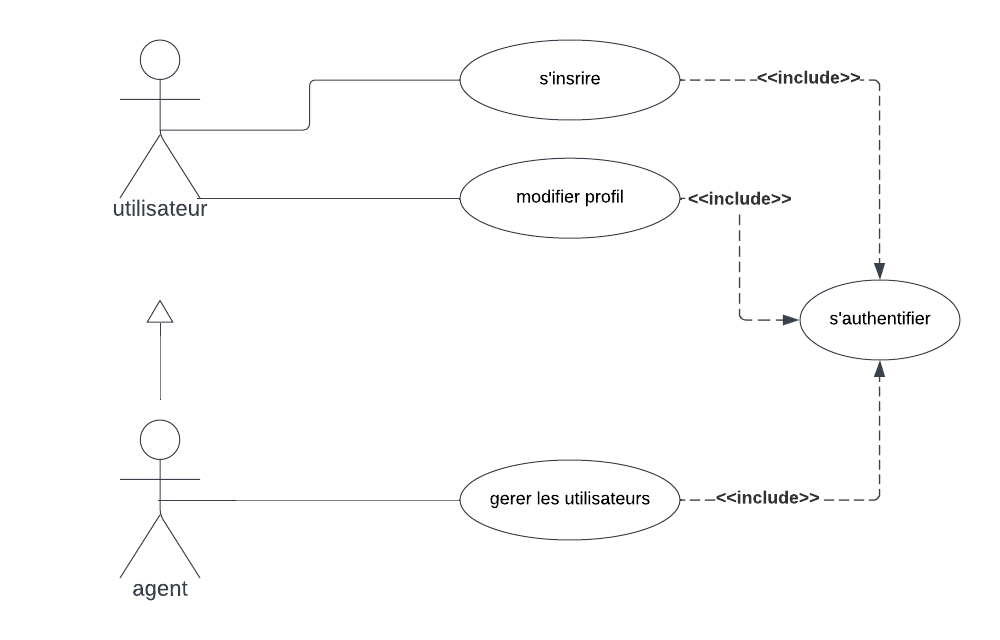 s'insrire
<<include>>
modifier profil
<<include>>
utilisateur
s'authentifier
gerer les utilisateurs
<<include>>
agent